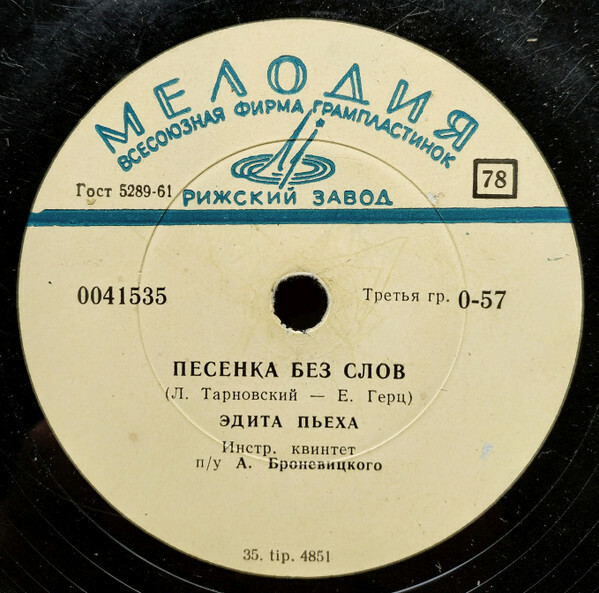 МЕЛОДИЯ
ВСЕСОЮЗНАЯ ФИРМА ГРАМПЛАСТИНОК
Гост 5289-61
78
РИЖСКИЙ ЗАВОД
0041535
Третья гр. 0-57
ПЕСЕНКА БЕЗ СЛОВ
(Л. Тарновский — Е. Герц)
ЭДИТА ПЬЕХА
Инстр. квинтет
п/у А. Броневицкого
35. tip. 4851